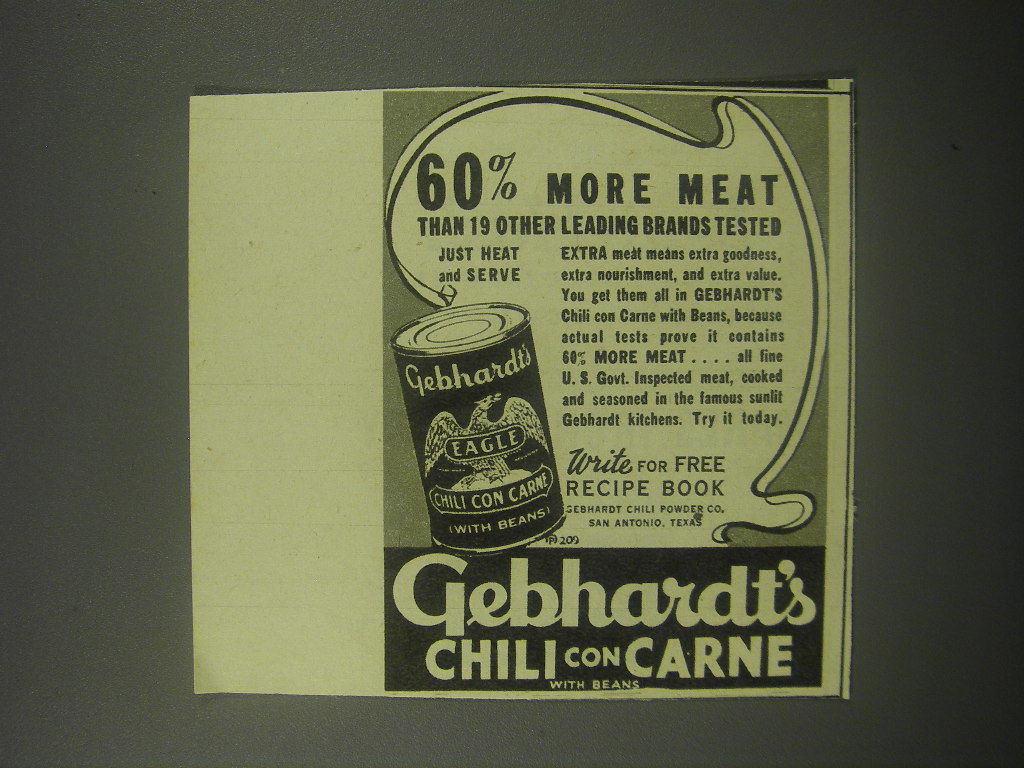 60% MORE MEAT
THAN 19 OTHER LEADING BRANDS TESTED
JUST HEAT
and SERVE
EXTRA meat means extra goodness,
extra nourishment, and extra value.
You get them all in GEBHARDT'S
Chili con Carne with Beans, because
actual tests prove it contains
60% MORE MEAT .... all fine
U. S. Govt. Inspected meat, cooked
and seasoned in the famous sunlit
Gebhardt kitchens. Try it today.
Gebhardt's
EAGLE
CHILI CON CARNE
(WITH BEANS)
Write FOR FREE
RECIPE BOOK
GEBHARDT CHILI POWDER CO.
SAN ANTONIO, TEXAS
209
Gebhardt's
CHILI CON CARNE
WITH BEANS